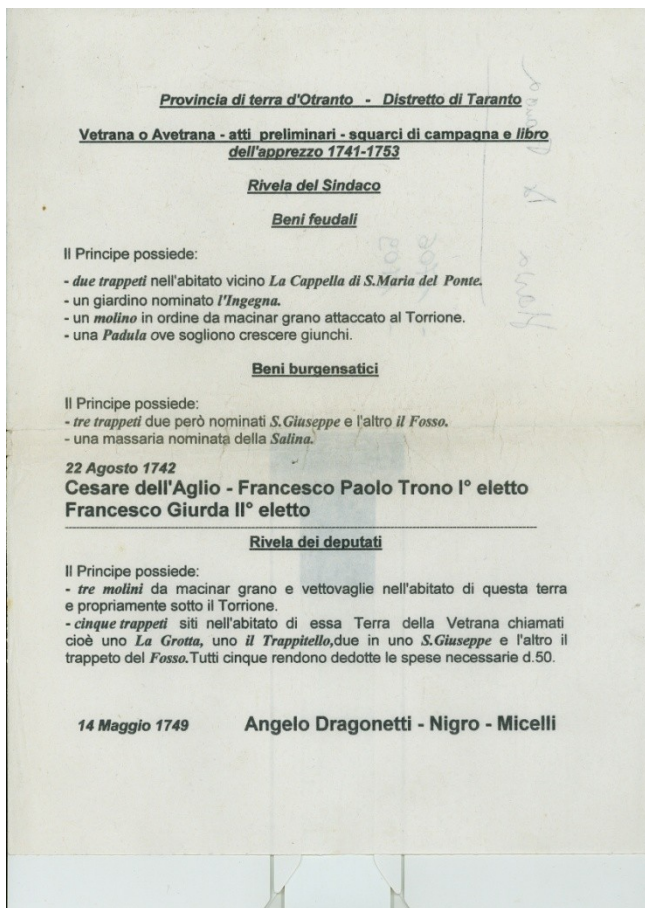 Provincia di terra d'Otranto - Distretto di Taranto
Vetrana o Avetrana - atti preliminari - squarci di campagna e libro
dell'apprezzo 1741-1753
Rivela del Sindaco
Beni feudali
Il Principe possiede:
- due trappeti nell'abitato vicino La Cappella di S.Maria del Ponte.
- un giardino nominato l'Ingegna.
- un molino in ordine da macinar grano attaccato al Torrione.
- una Padula ove sogliono crescere giunchi.
Beni burgensatici
Il Principe possiede:
- tre trappeti due però nominati S.Giuseppe e l'altro il Fosso.
- una massaria nominata della Salina.
22 Agosto 1742
Cesare dell'Aglio - Francesco Paolo Trono I° eletto
Francesco Giurda II° eletto
Rivela dei deputati
Il Principe possiede:
- tre molini da macinar grano e vettovaglie nell'abitato di questa terra
e propriamente sotto il Torrione.
- cinque trappeti siti nell'abitato di essa Terra della Vetrana chiamati
cioè uno La Grotta, uno il Trappitello,due in uno S.Giuseppe e l'altro il
trappeto del Fosso.Tutti cinque rendono dedotte le spese necessarie d.50.
14 Maggio 1749 Angelo Dragonetti - Nigro - Micelli